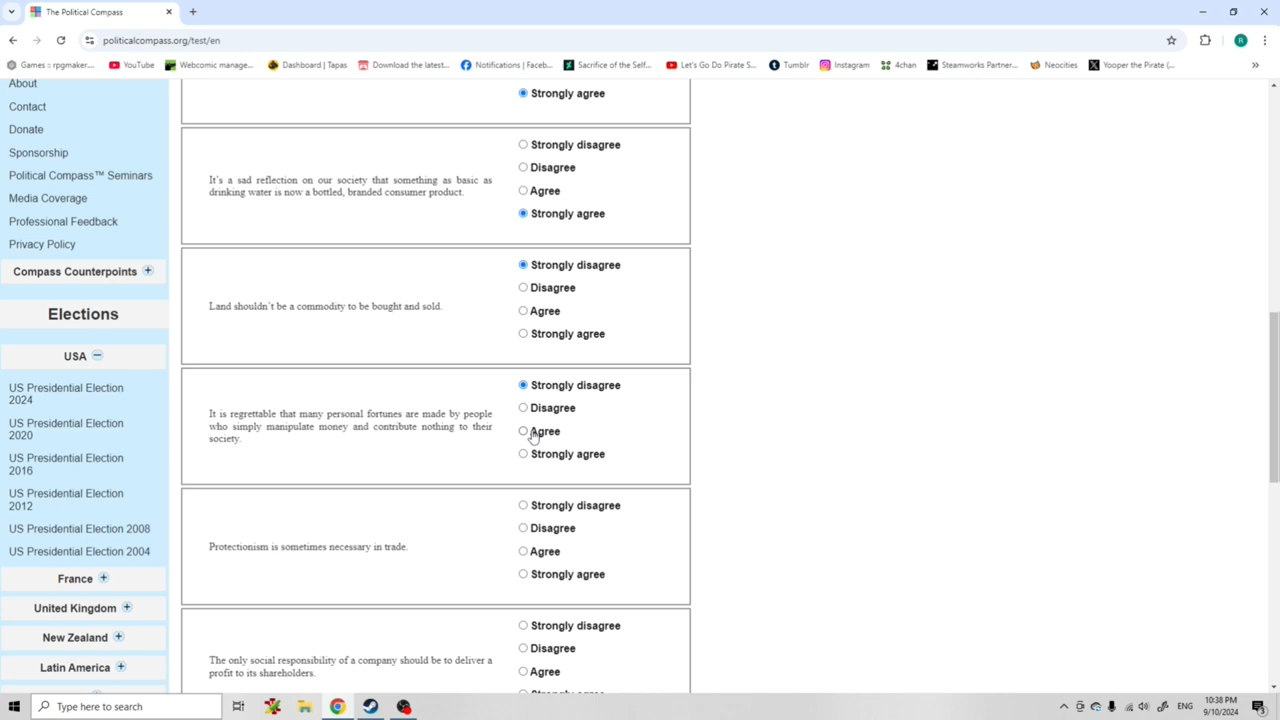 The Political Compass
politicalcompass.org/test/en
R
Games :: rpgmaker....
YouTube
Webcomic manage...
Dashboard | Tapas
Download the latest...
Notifications | Faceb...
Sacrifice of the Self...
Let's Go Do Pirate S...
Tumblr
Instagram
4chan
Steamworks Partner...
Neocities
Yooper the Pirate (...
About
Contact
Donate
Sponsorship
Political Compass™ Seminars
Media Coverage
Professional Feedback
Privacy Policy
Compass Counterpoints
Elections
USA
US Presidential Election
2024
US Presidential Election
2020
US Presidential Election
2016
US Presidential Election
2012
US Presidential Election 2008
US Presidential Election 2004
France
United Kingdom
New Zealand
Latin America
Strongly agree
It's a sad reflection on our society that something as basic as
drinking water is now a bottled, branded consumer product.
Strongly disagree
Disagree
Agree
Strongly agree
Land shouldn't be a commodity to be bought and sold.
Strongly disagree
Disagree
Agree
Strongly agree
It is regrettable that many personal fortunes are made by people
who simply manipulate money and contribute nothing to their
society.
Strongly disagree
Disagree
Agree
Strongly agree
Protectionism is sometimes necessary in trade.
Strongly disagree
Disagree
Agree
Strongly agree
The only social responsibility of a company should be to deliver a
profit to its shareholders.
Strongly disagree
Disagree
Agree
Strongly agree
Type here to search
ENG
10:38 PM
9/10/2024
3